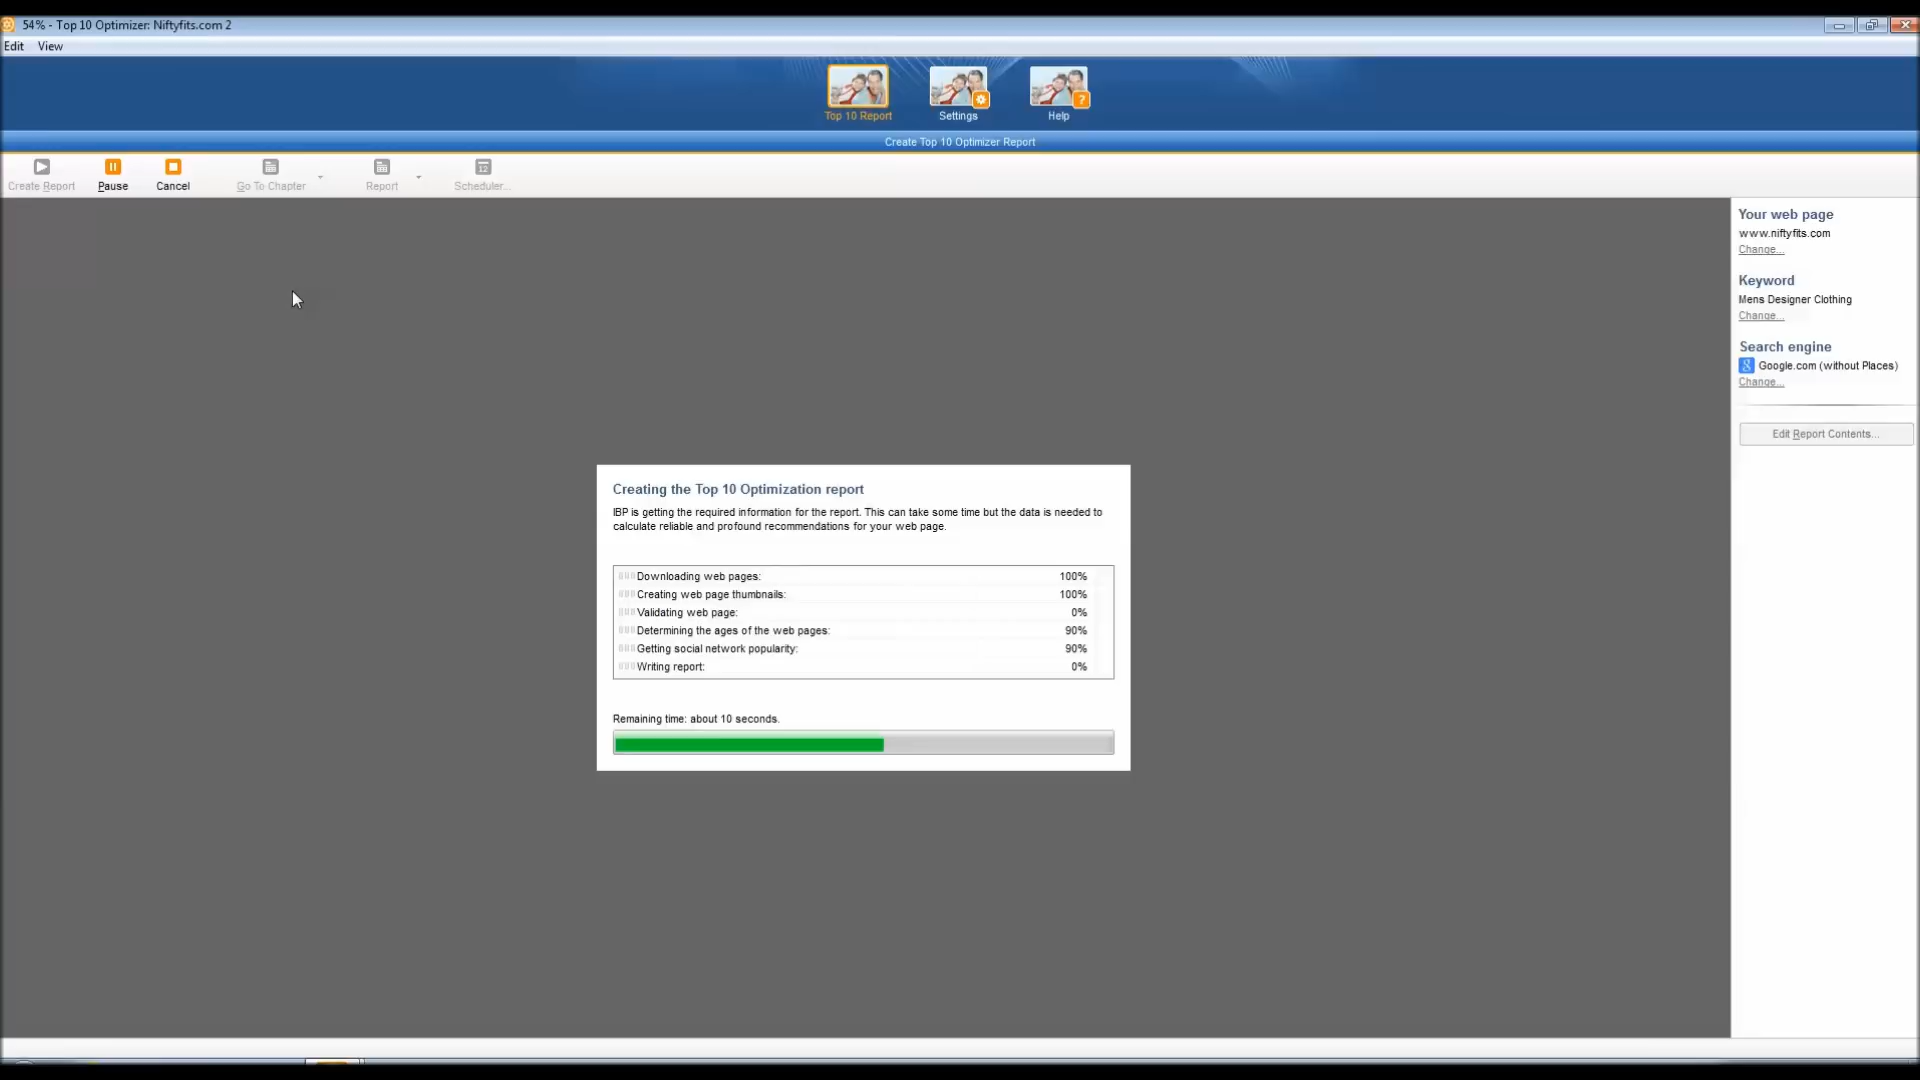 54% - Top 10 Optimizer: Niftyfits.com 2
Edit View
Top 10 Report Settings ? Help
Create Top 10 Optimizer Report
Create Report Pause Cancel Go To Chapter Report 12 Scheduler...
Your web page
www.niftyfits.com
Change...
Keyword
Mens Designer Clothing
Change...
Search engine
8 Google.com (without Places)
Change...
Edit Report Contents...
Creating the Top 10 Optimization report
IBP is getting the required information for the report. This can take some time but the data is needed to
calculate reliable and profound recommendations for your web page.
Downloading web pages: 100%
Creating web page thumbnails: 100%
Validating web page: 0%
Determining the ages of the web pages: 90%
Getting social network popularity: 90%
Writing report: 0%
Remaining time: about 10 seconds.